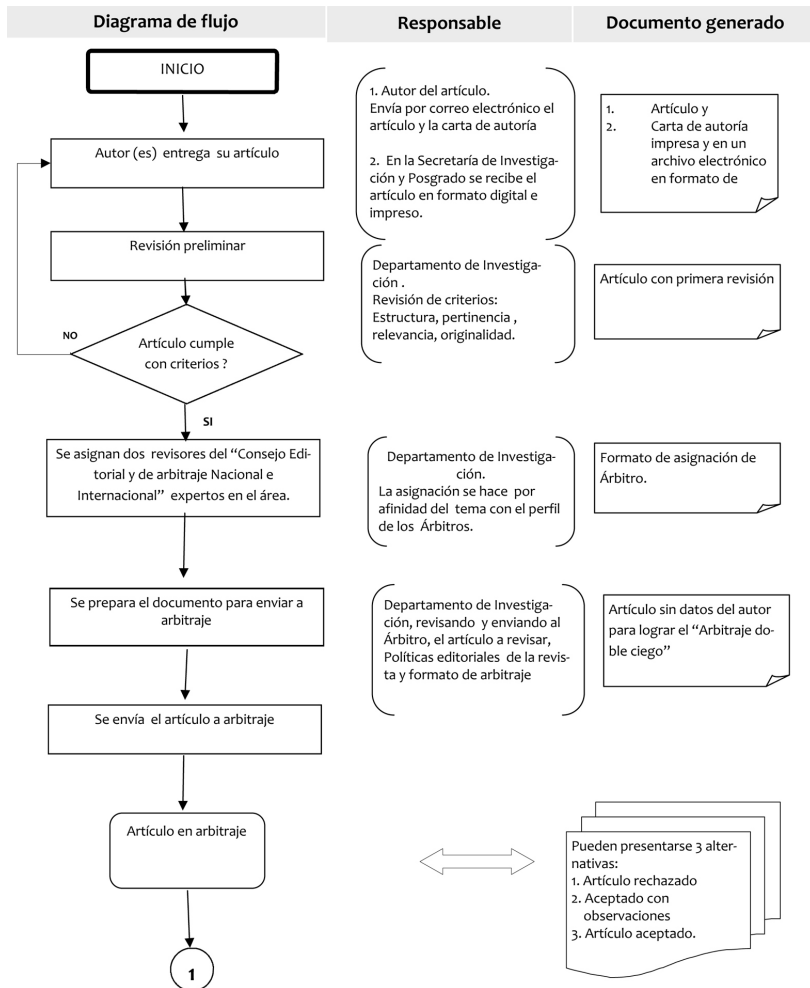 Diagrama de flujo
Responsable
Documento generado
INICIO
1. Autor del artículo.
Envía por correo electrónico el
artículo y la carta de autoría
2. En la Secretaría de Investiga-
ción y Posgrado se recibe el
artículo en formato digital e
impreso.
1. Artículo y
2. Carta de autoría
impresa y en un
archivo electrónico
en formato de
Autor (es) entrega su artículo
Revisión preliminar
Departamento de Investiga-
ción .
Revisión de criterios:
Estructura, pertinencia ,
relevancia, originalidad.
Artículo con primera revisión
NO
Artículo cumple
con criterios ?
SI
Se asignan dos revisores del “Consejo Edi-
torial y de arbitraje Nacional e
Internacional” expertos en el área.
Departamento de Investiga-
ción.
La asignación se hace por
afinidad del tema con el perfil
de los Árbitros.
Formato de asignación de
Árbitro.
Se prepara el documento para enviar a
arbitraje
Departamento de Investiga-
ción, revisando y enviando al
Árbitro, el artículo a revisar,
Políticas editoriales de la revis-
ta y formato de arbitraje
Artículo sin datos del autor
para lograr el “Arbitraje do-
ble ciego”
Se envía el artículo a arbitraje
Artículo en arbitraje
Pueden presentarse 3 alter-
nativas:
1. Artículo rechazado
2. Aceptado con
observaciones
3. Artículo aceptado.
1